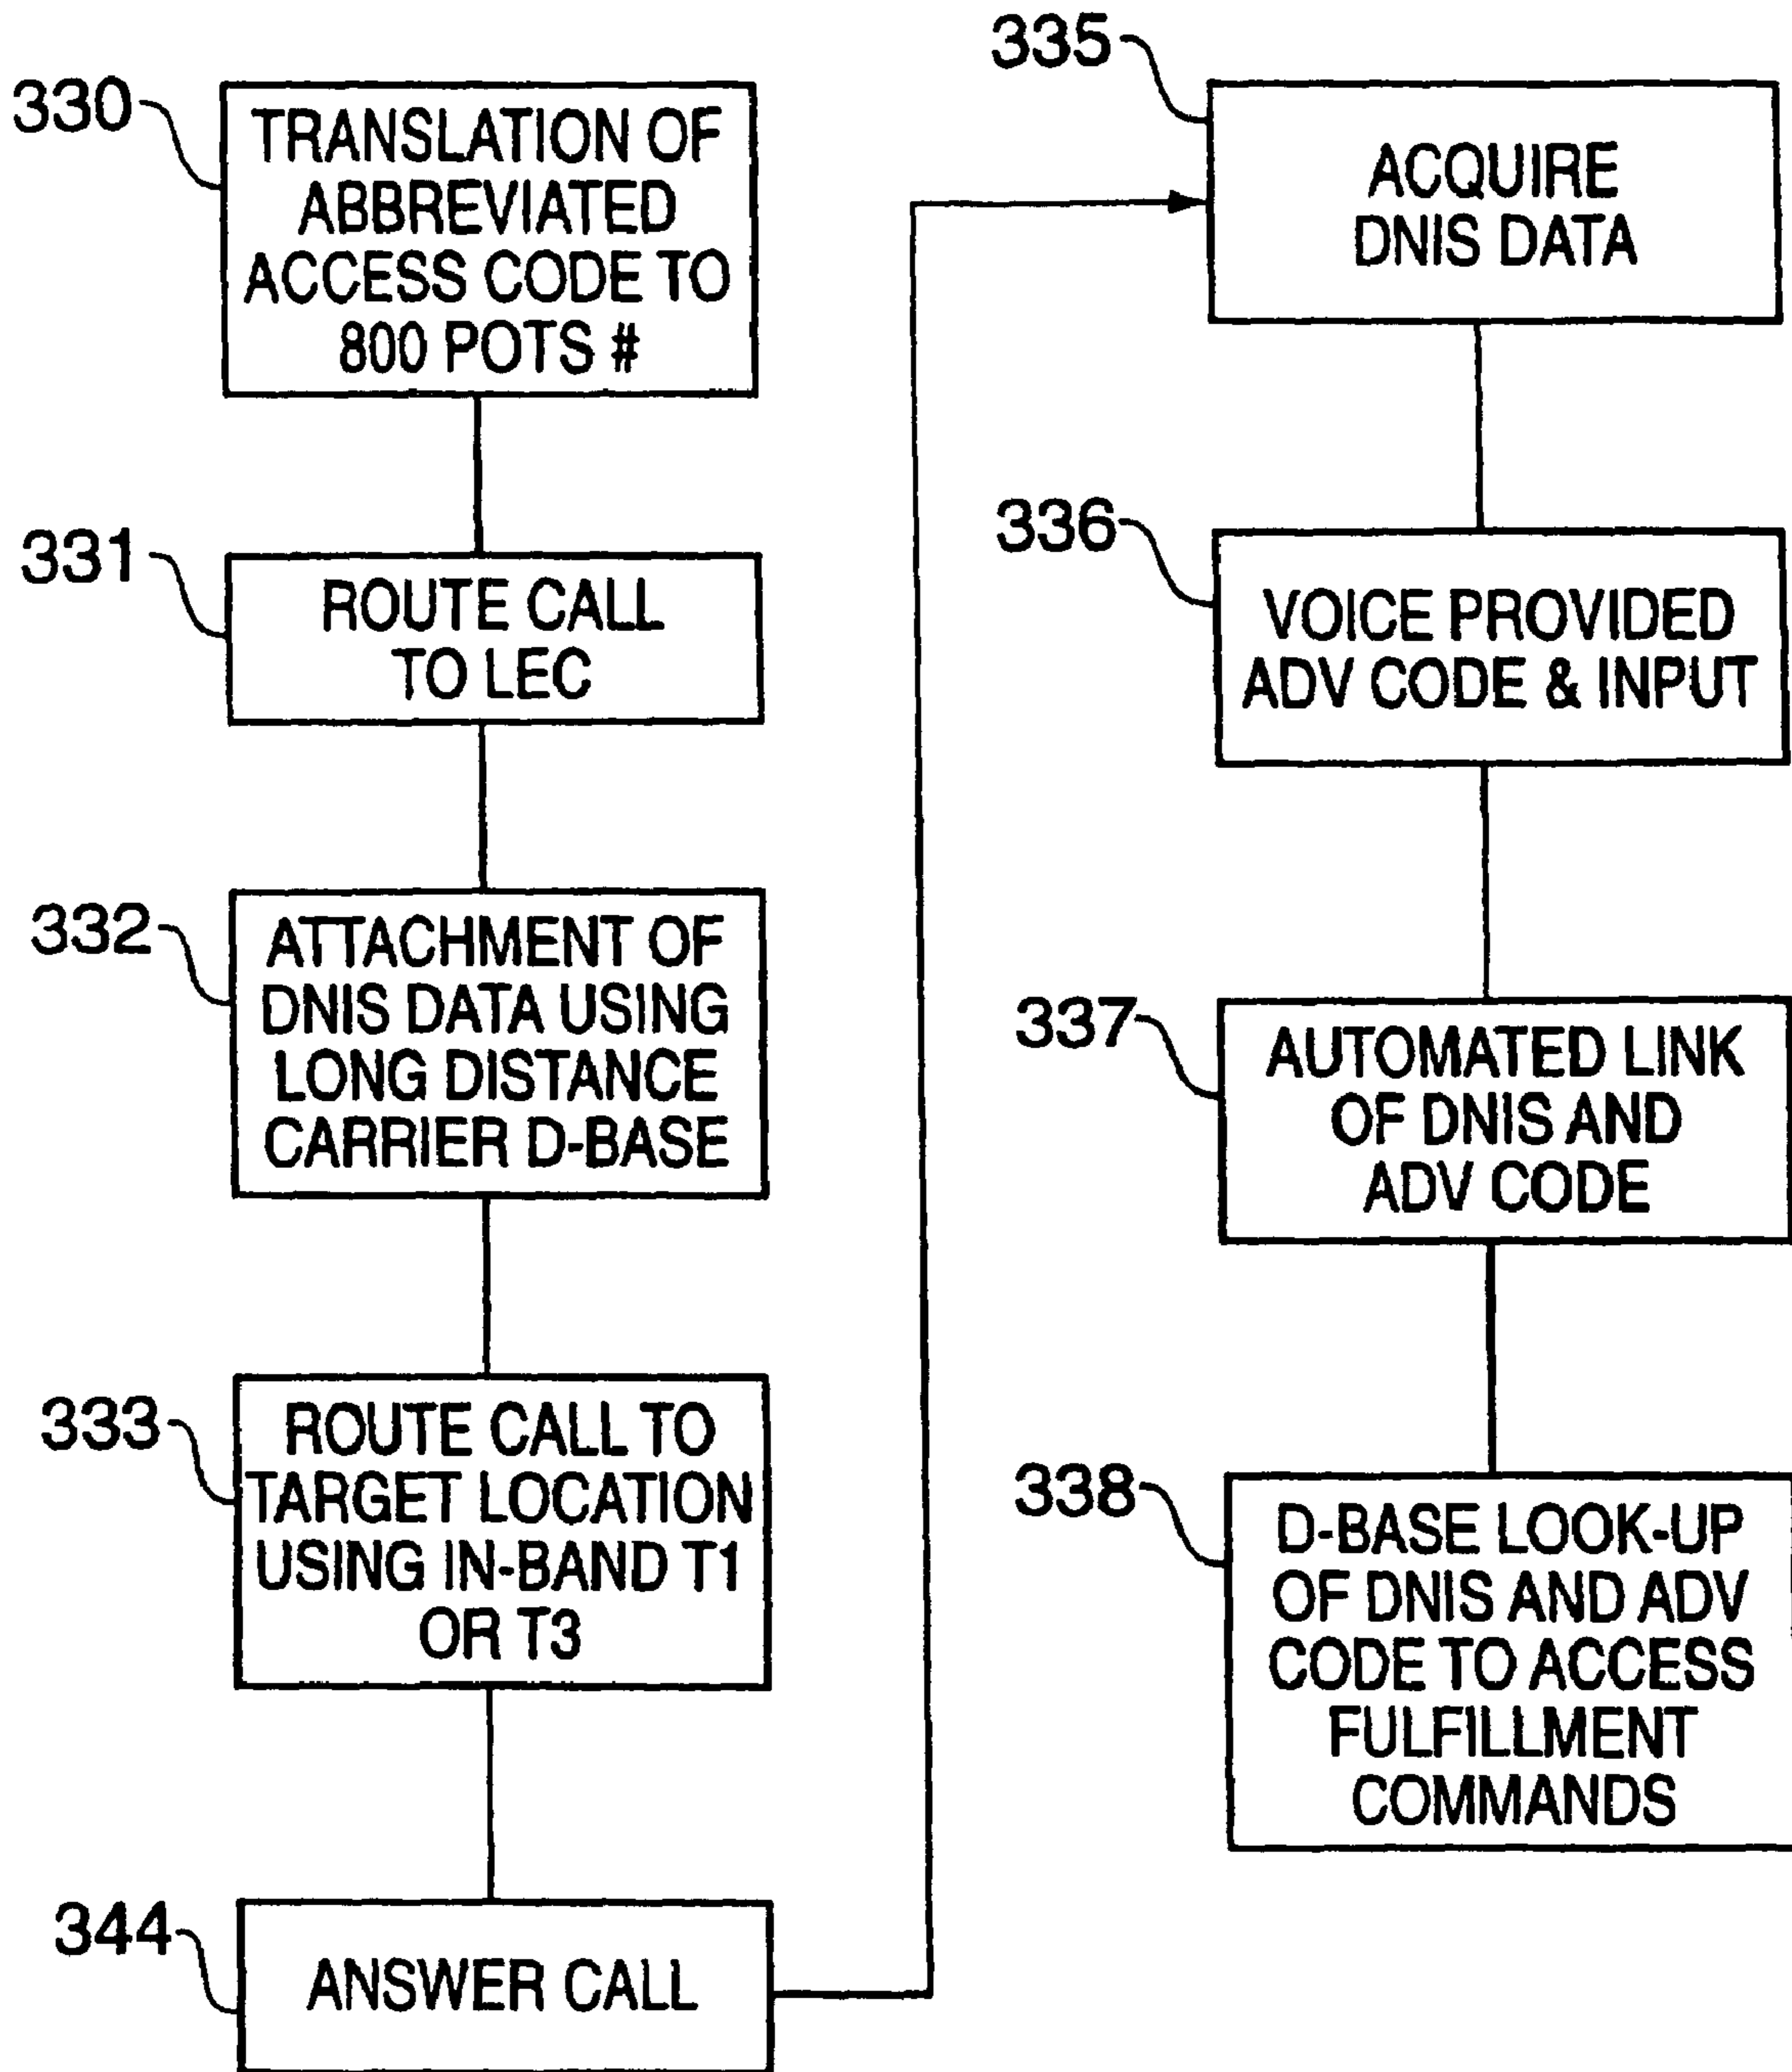 330
TRANSLATION OF
ABBREVIATED
ACCESS CODE TO
800 POTS #
331
ROUTE CALL
TO LEC
332
ATTACHMENT OF
DNIS DATA USING
LONG DISTANCE
CARRIER D-BASE
333
ROUTE CALL TO
TARGET LOCATION
USING IN-BAND T1
OR T3
344
ANSWER CALL
335
ACQUIRE
DNIS DATA
336
VOICE PROVIDED
ADV CODE & INPUT
337
AUTOMATED LINK
OF DNIS AND
ADV CODE
338
D-BASE LOOK-UP
OF DNIS AND ADV
CODE TO ACCESS
FULFILLMENT
COMMANDS